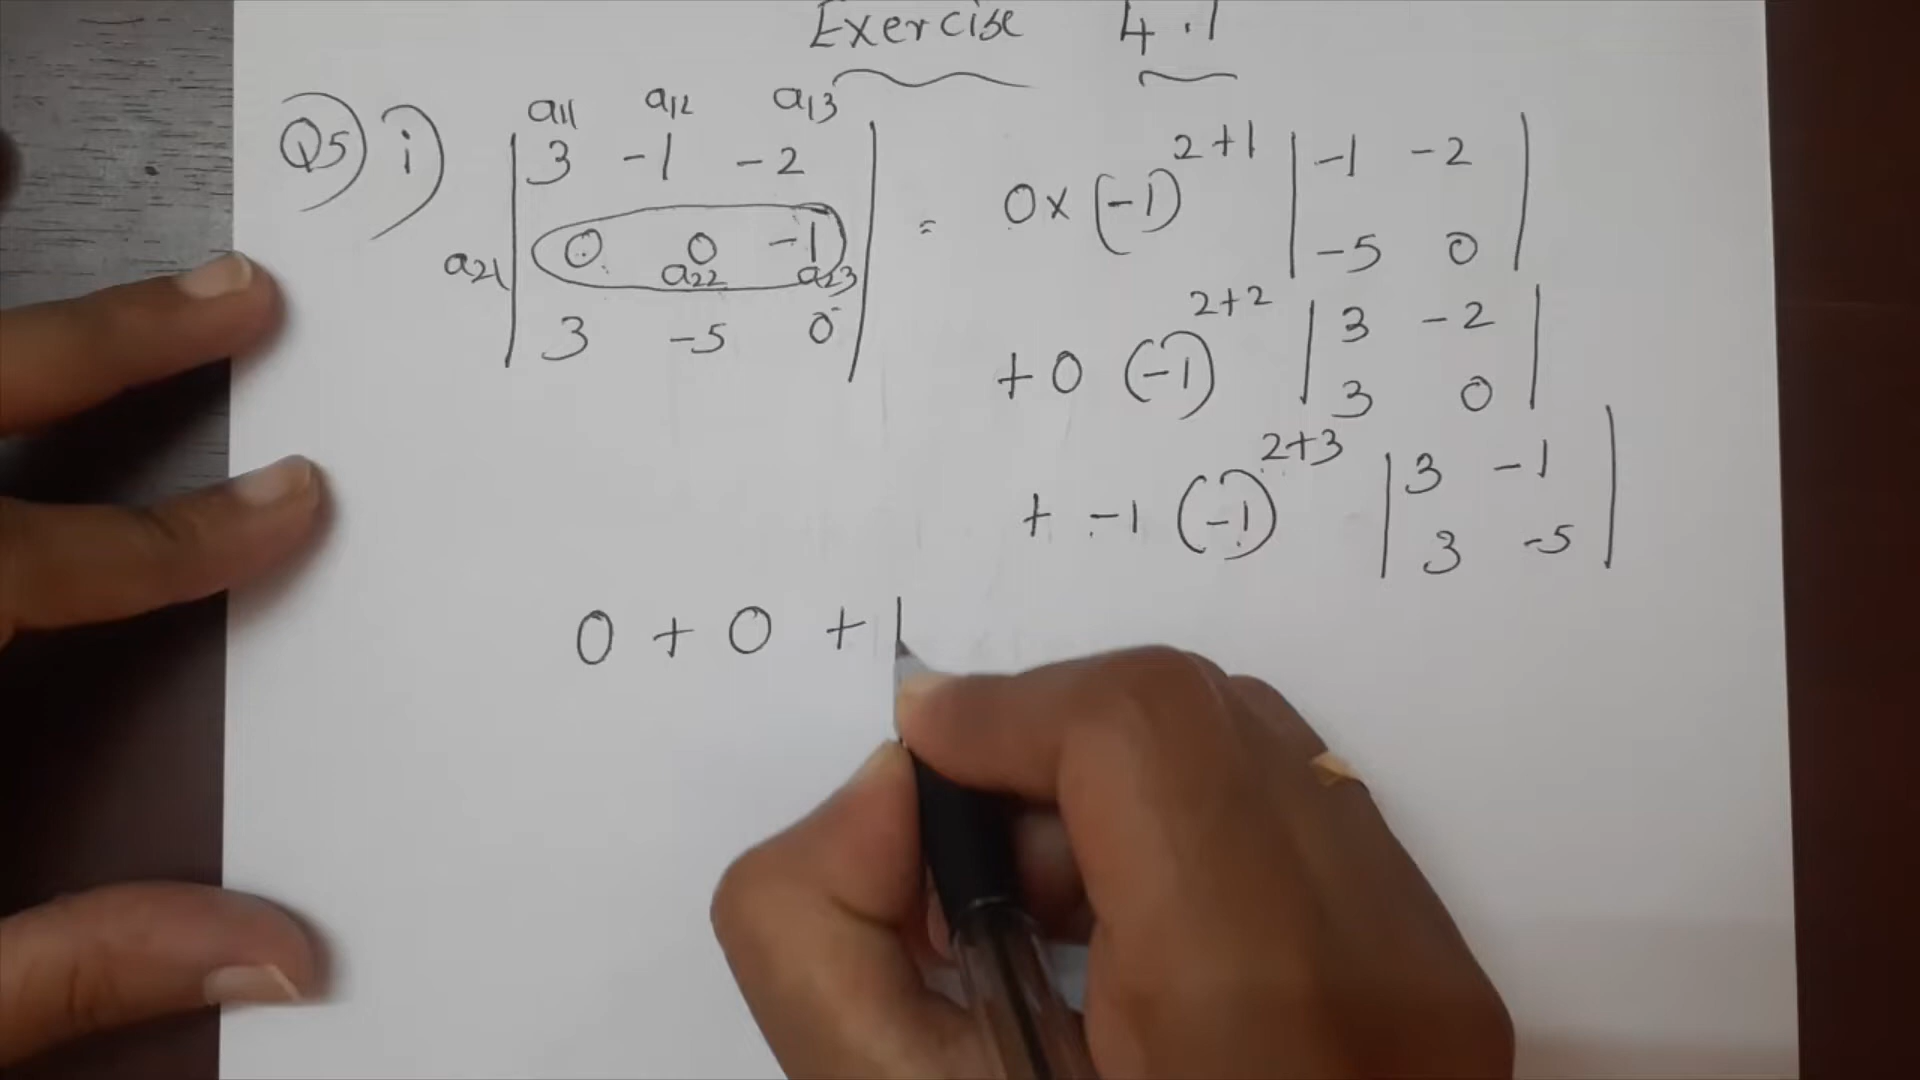 Exercise 4.1
Q5) i)
a11 a12 a13
| 3 -1 -2 |
a21 | 0 0 -1 |
a22 a23
| 3 -5 0 |
= 0 x (-1)^2+1 | -1 -2 |
| -5 0 |
+ 0 (-1)^2+2 | 3 -2 |
| 3 0 |
+ -1 (-1)^2+3 | 3 -1 |
| 3 -5 |
0 + 0 + 1